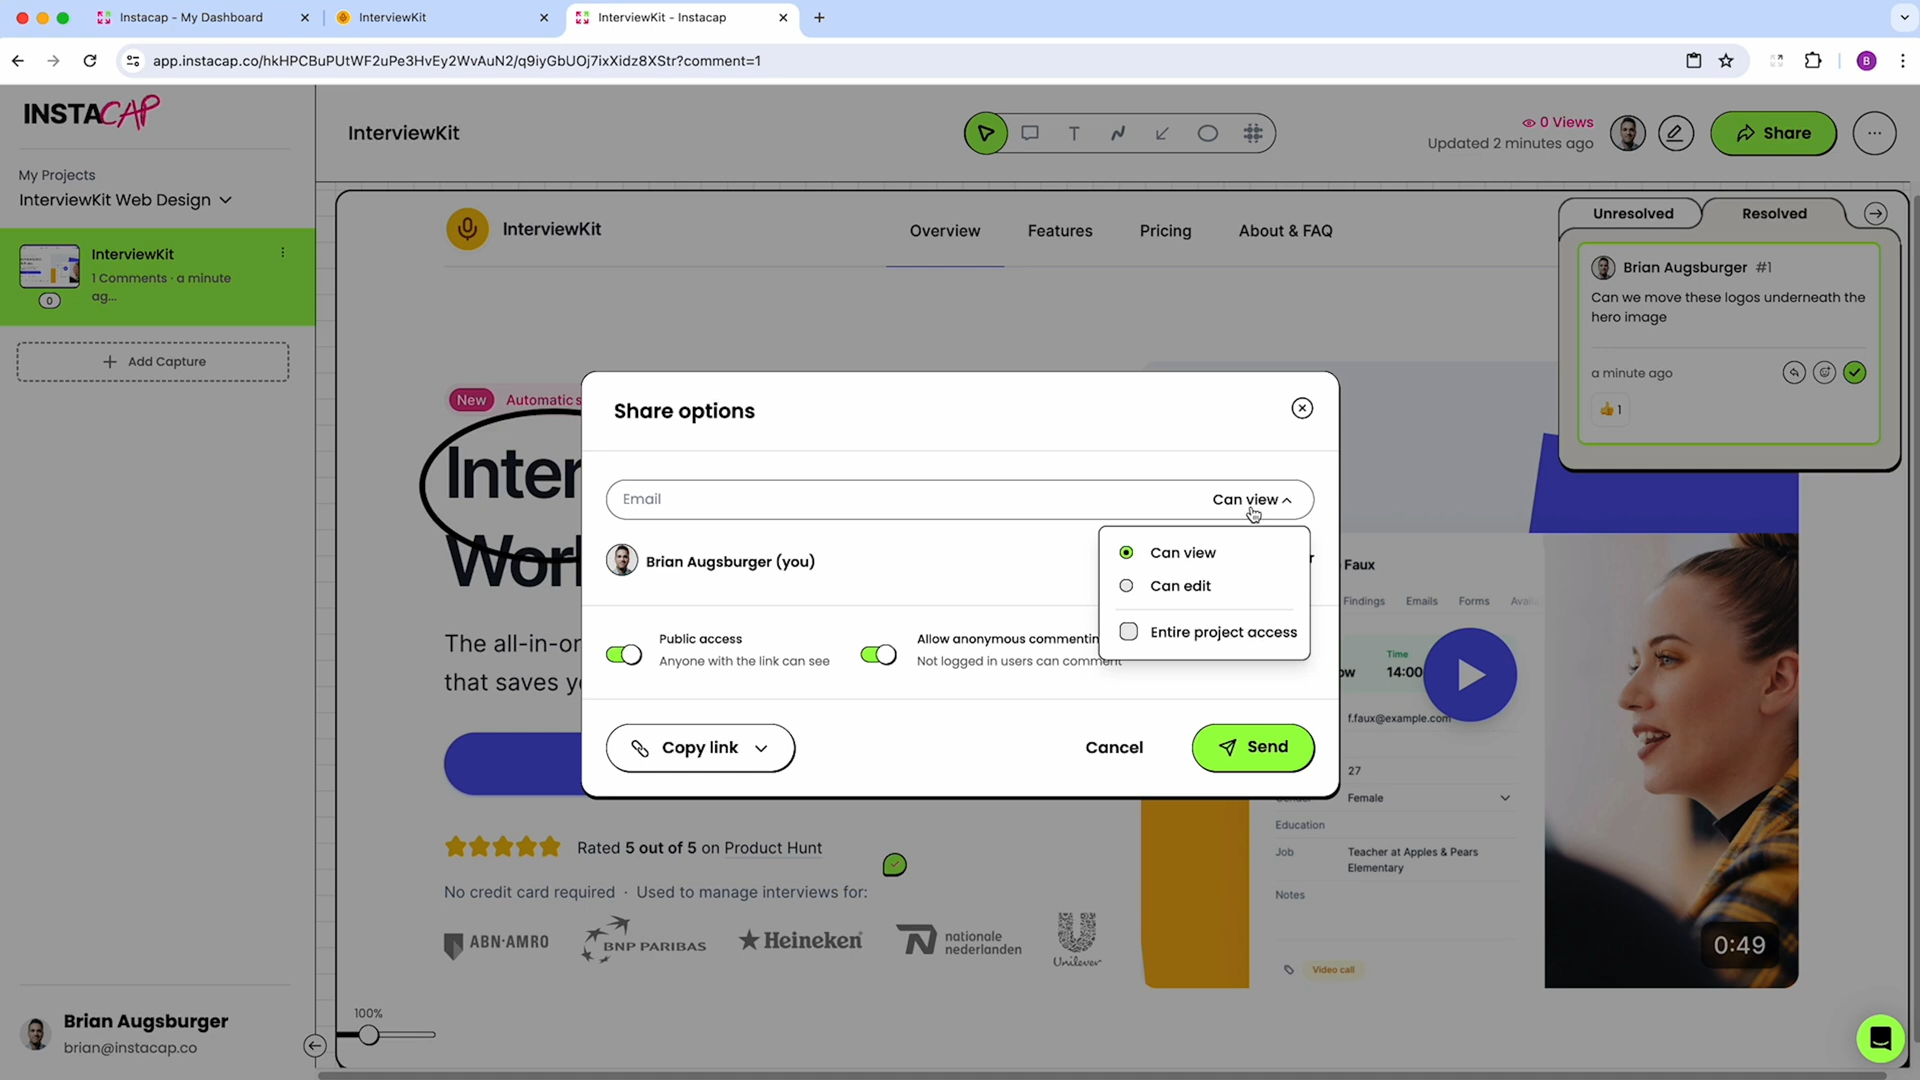 Instacap - My Dashboard
InterviewKit
InterviewKit - Instacap
app.instacap.co/hkHPCBuPUtWF2uPe3HvEy2WvAuN2/q9iyGbUOj7ixXidz8XStr?comment=1
B
INSTACAP
My Projects
InterviewKit Web Design
InterviewKit
1 Comments · a minute
ag...
0
Add Capture
Brian Augsburger
brian@instacap.co
InterviewKit
T
0 Views
Updated 2 minutes ago
Share
InterviewKit
Overview
Features
Pricing
About & FAQ
Unresolved
Resolved
Brian Augsburger #1
Can we move these logos underneath the
hero image
a minute ago
👍 1
New
Automatic s
Inter
Wor
The all-in-or
that saves y
Share options
Email
Can view
Can view
Can edit
Entire project access
Brian Augsburger (you)
r
Public access
Anyone with the link can see
Allow anonymous commentin
Not logged in users can comment
Copy link
Cancel
Send
Faux
Findings
Emails
Forms
Time
14:00
f.faux@example.com
27
Female
Education
Job
Teacher at Apples & Pears
Elementary
Notes
Video call
0:49
Rated 5 out of 5 on Product Hunt
No credit card required · Used to manage interviews for:
ABN·AMRO
BNP PARIBAS
Heineken
nationale
nederlanden
Unilever
100%